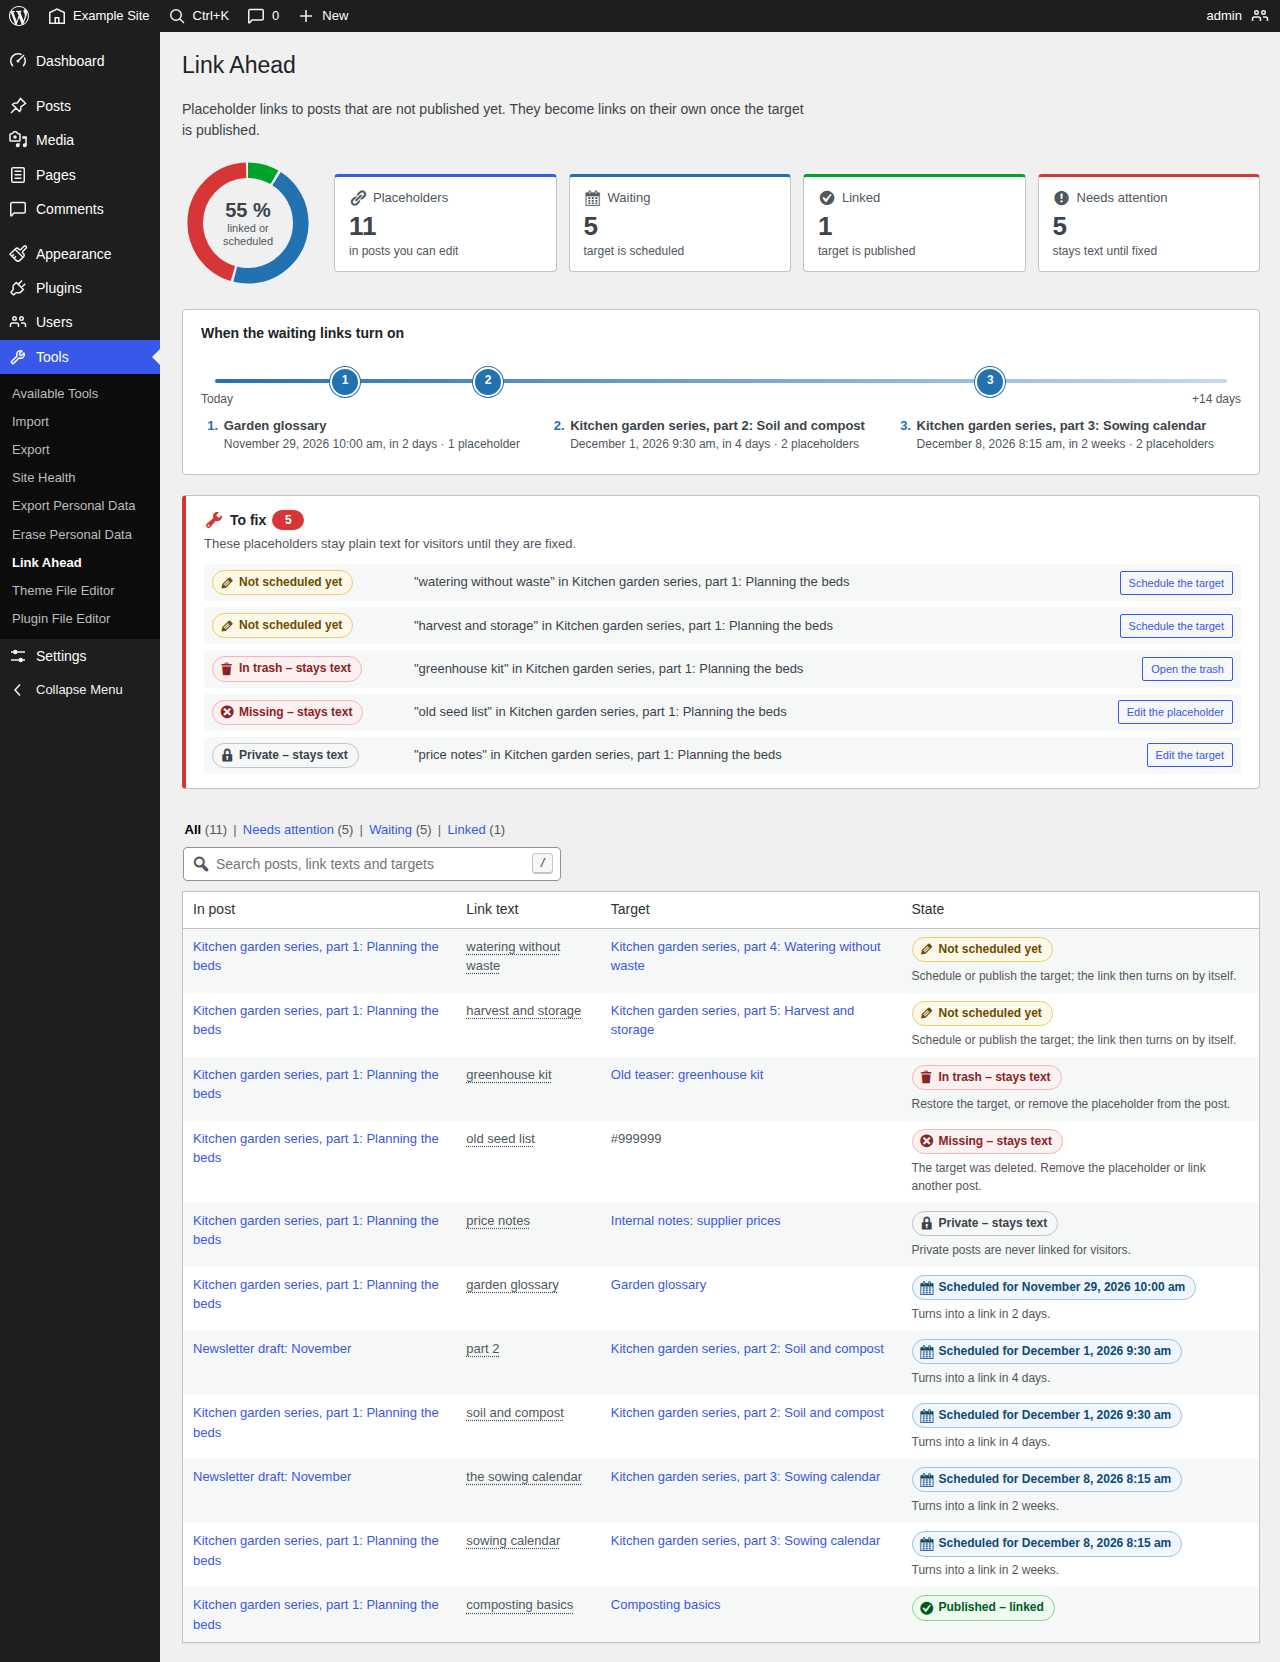 Example Site
Ctrl+K
0
New
admin
Dashboard
Posts
Media
Pages
Comments
Appearance
Plugins
Users
Tools
Available Tools
Import
Export
Site Health
Export Personal Data
Erase Personal Data
Link Ahead
Theme File Editor
Plugin File Editor
Settings
Collapse Menu
Link Ahead
Placeholder links to posts that are not published yet. They become links on their own once the target
is published.
55 %
linked or
scheduled
Placeholders
11
in posts you can edit
Waiting
5
target is scheduled
Linked
1
target is published
Needs attention
5
stays text until fixed
When the waiting links turn on
1
2
3
Today
+14 days
1. Garden glossary
November 29, 2026 10:00 am, in 2 days · 1 placeholder
2. Kitchen garden series, part 2: Soil and compost
December 1, 2026 9:30 am, in 4 days · 2 placeholders
3. Kitchen garden series, part 3: Sowing calendar
December 8, 2026 8:15 am, in 2 weeks · 2 placeholders
To fix 5
These placeholders stay plain text for visitors until they are fixed.
Not scheduled yet "watering without waste" in Kitchen garden series, part 1: Planning the beds Schedule the target
Not scheduled yet "harvest and storage" in Kitchen garden series, part 1: Planning the beds Schedule the target
In trash – stays text "greenhouse kit" in Kitchen garden series, part 1: Planning the beds Open the trash
Missing – stays text "old seed list" in Kitchen garden series, part 1: Planning the beds Edit the placeholder
Private – stays text "price notes" in Kitchen garden series, part 1: Planning the beds Edit the target
All (11) | Needs attention (5) | Waiting (5) | Linked (1)
Search posts, link texts and targets /
In post Link text Target State
Kitchen garden series, part 1: Planning the
beds
watering without
waste
Kitchen garden series, part 4: Watering without
waste
Not scheduled yet
Schedule or publish the target; the link then turns on by itself.
Kitchen garden series, part 1: Planning the
beds
harvest and storage
Kitchen garden series, part 5: Harvest and
storage
Not scheduled yet
Schedule or publish the target; the link then turns on by itself.
Kitchen garden series, part 1: Planning the
beds
greenhouse kit
Old teaser: greenhouse kit
In trash – stays text
Restore the target, or remove the placeholder from the post.
Kitchen garden series, part 1: Planning the
beds
old seed list
#999999
Missing – stays text
The target was deleted. Remove the placeholder or link
another post.
Kitchen garden series, part 1: Planning the
beds
price notes
Internal notes: supplier prices
Private – stays text
Private posts are never linked for visitors.
Kitchen garden series, part 1: Planning the
beds
garden glossary
Garden glossary
Scheduled for November 29, 2026 10:00 am
Turns into a link in 2 days.
Newsletter draft: November
part 2
Kitchen garden series, part 2: Soil and compost
Scheduled for December 1, 2026 9:30 am
Turns into a link in 4 days.
Kitchen garden series, part 1: Planning the
beds
soil and compost
Kitchen garden series, part 2: Soil and compost
Scheduled for December 1, 2026 9:30 am
Turns into a link in 4 days.
Newsletter draft: November
the sowing calendar
Kitchen garden series, part 3: Sowing calendar
Scheduled for December 8, 2026 8:15 am
Turns into a link in 2 weeks.
Kitchen garden series, part 1: Planning the
beds
sowing calendar
Kitchen garden series, part 3: Sowing calendar
Scheduled for December 8, 2026 8:15 am
Turns into a link in 2 weeks.
Kitchen garden series, part 1: Planning the
beds
composting basics
Composting basics
Published – linked